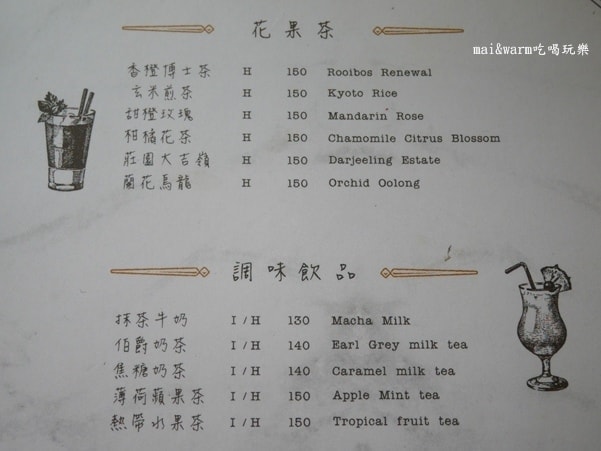 mai&warm吃喝玩樂
花果茶
香橙博士茶 H 150 Rooibos Renewal
玄米煎茶 H 150 Kyoto Rice
甜橙玫瑰 H 150 Mandarin Rose
柑橘花茶 H 150 Chamomile Citrus Blossom
莊園大吉嶺 H 150 Darjeeling Estate
蘭花烏龍 H 150 Orchid Oolong
調味飲品
抹茶牛奶 I/H 130 Macha Milk
伯爵奶茶 I/H 140 Earl Grey milk tea
焦糖奶茶 I/H 140 Caramel milk tea
薄荷蘋果茶 I/H 150 Apple Mint tea
熱帶水果茶 I/H 150 Tropical fruit tea